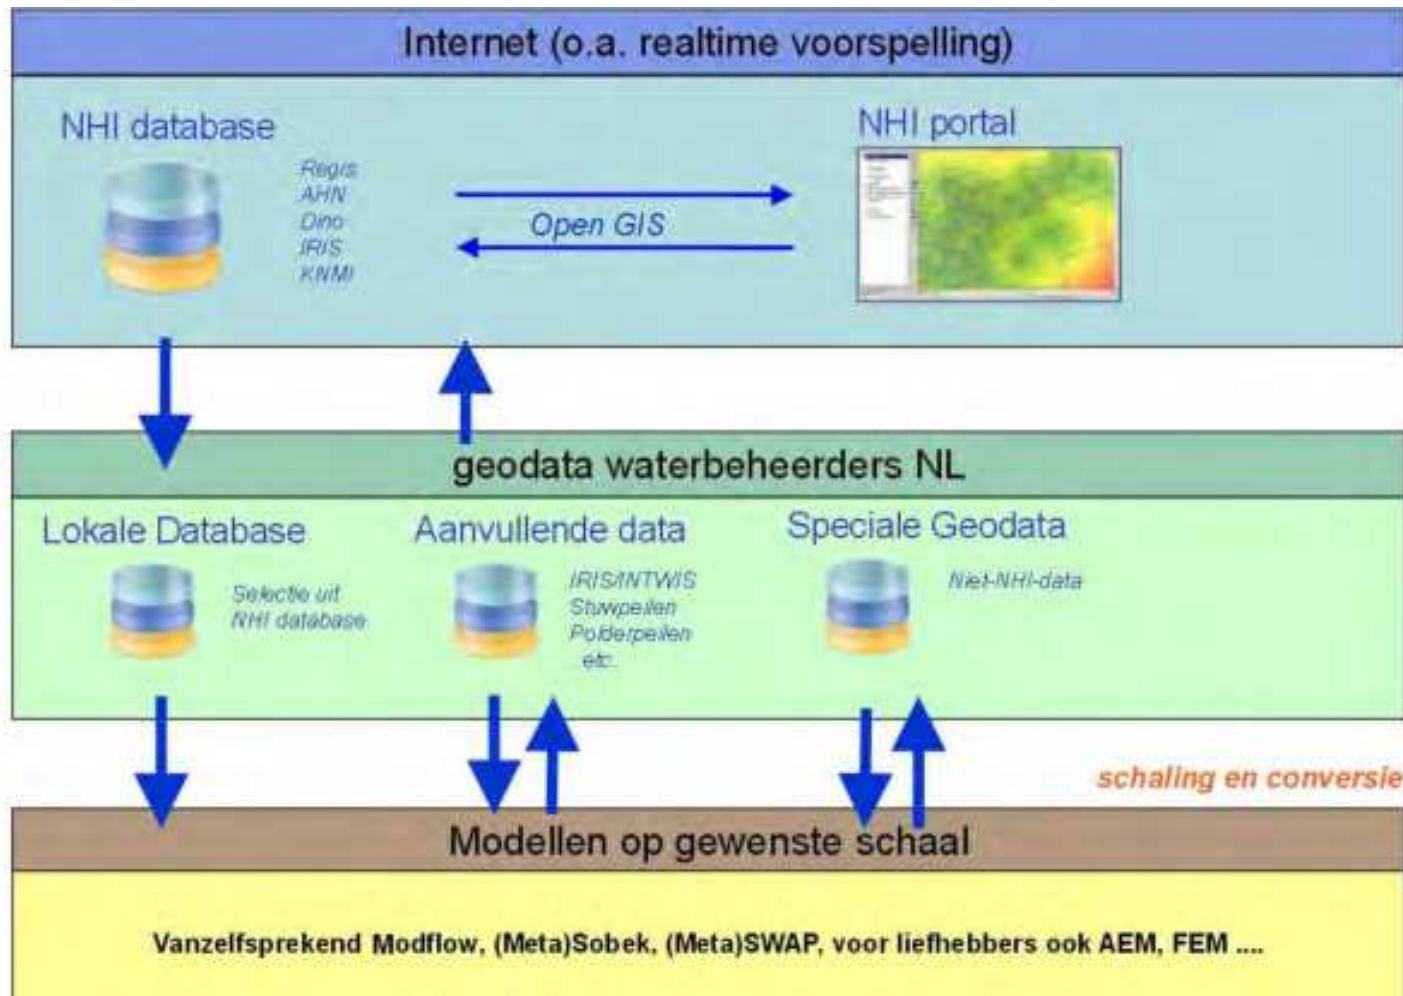 Internet (o.a. realtime voorspelling)
NHI database
Regis
AHN
Dino
IRIS
KNMI
Open GIS
NHI portal
geodata waterbeheerders NL
Lokale Database
Selectie uit
NHI database
Aanvullende data
IRIS/INTWIS
Stuwpeilen
Polderpeilen
etc.
Speciale Geodata
Niet-NHI-data
schaling en conversie
Modellen op gewenste schaal
Vanzelfsprekend Modflow, (Meta)Sobek, (Meta)SWAP, voor liefhebbers ook AEM, FEM ....